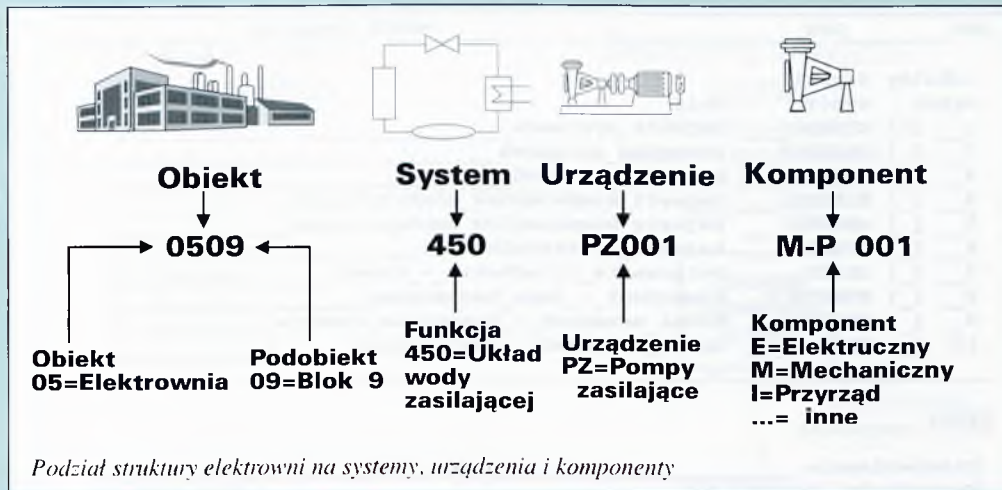 Obiekt
System
Urządzenie
Komponent
0509
450
PZ001
M-P 001
Obiekt
05=Elektrownia
Podobiekt
09=Blok 9
Funkcja
450=Układ
wody
zasilającej
Urządzenie
PZ=Pompy
zasilające
Komponent
E=Elektruczny
M=Mechaniczny
I=Przyrząd
...= inne
Podział struktury elektrowni na systemy, urządzenia i komponenty